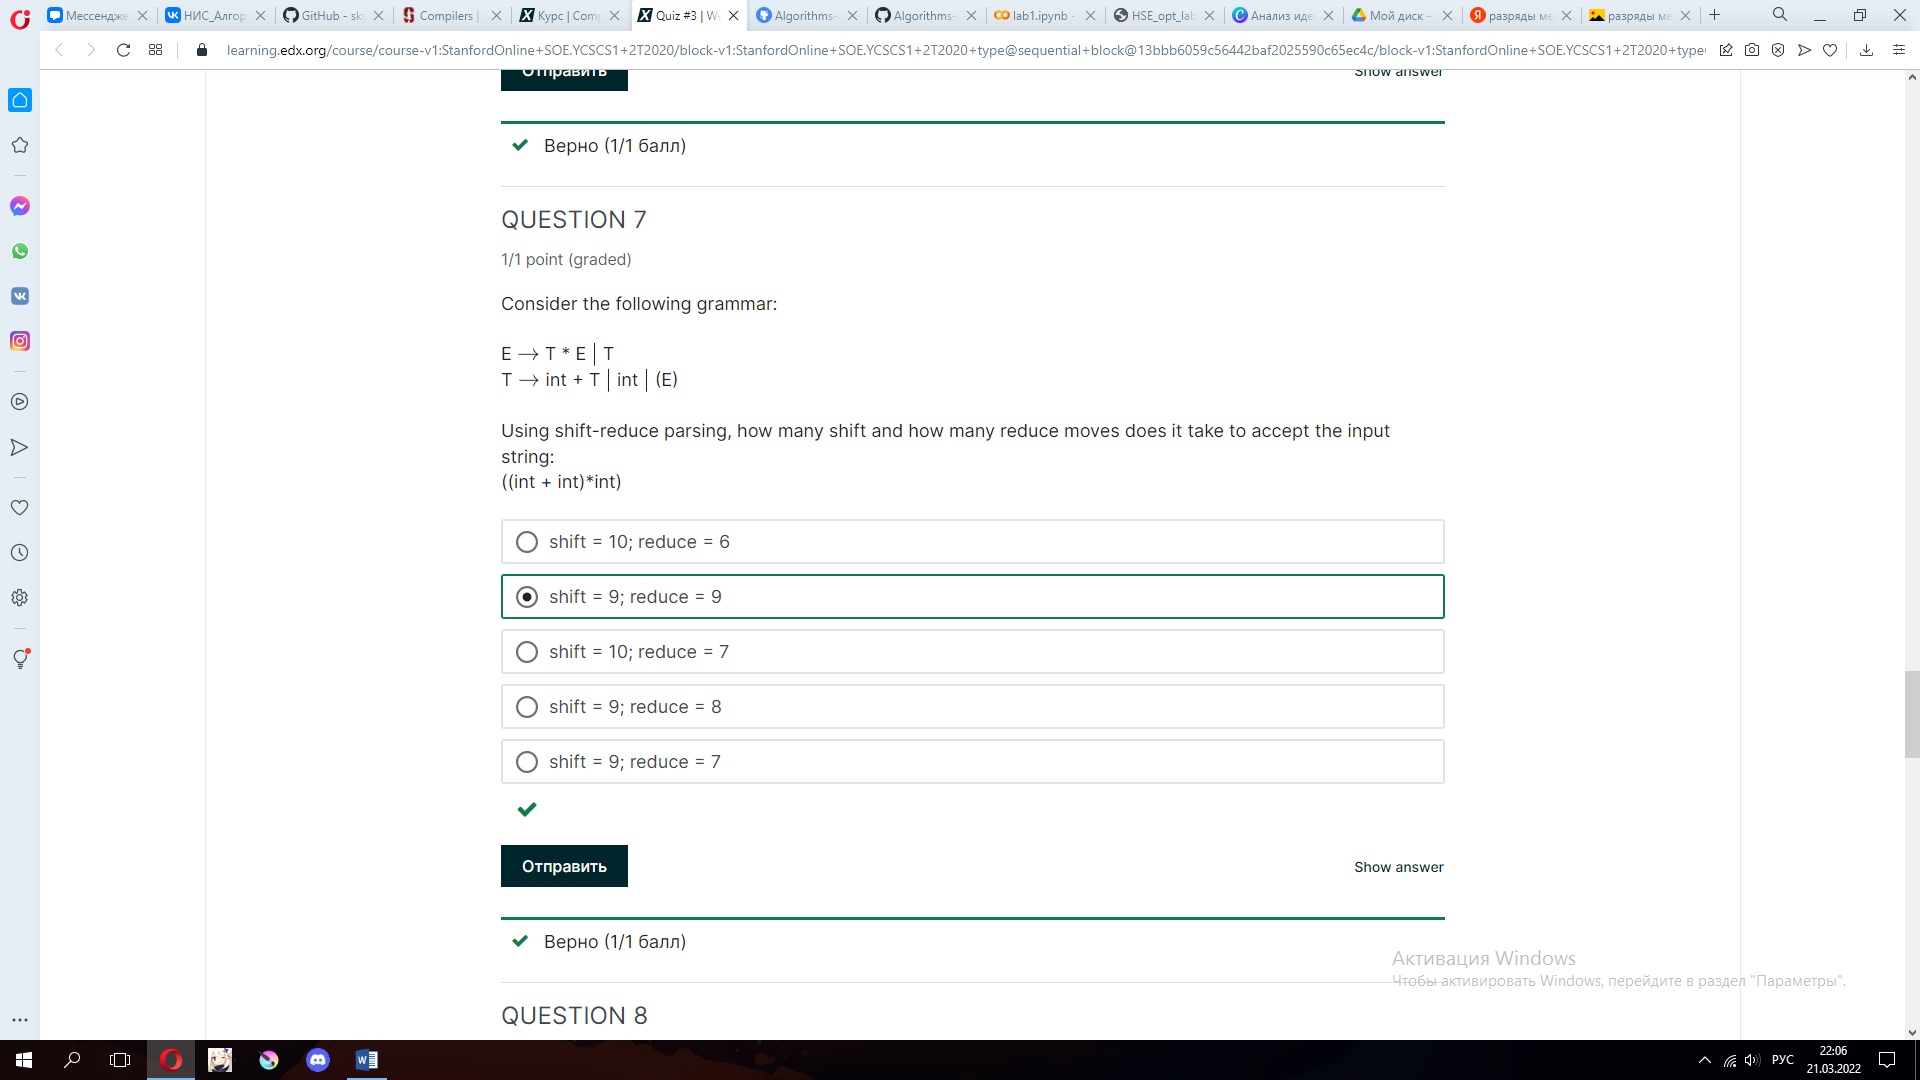 Мессендже
НИС_Алгор
GitHub - sky
Compilers |
Курс | Comp
Quiz #3 | We
Algorithms-
Algorithms-
lab1.ipynb -
HSE_opt_lab
Анализ иде
Мой диск –
разряды ме
разряды ме
learning.edx.org/course/course-v1:StanfordOnline+SOE.YCSCS1+2T2020/block-v1:StanfordOnline+SOE.YCSCS1+2T2020+type@sequential+block@13bbb6059c56442baf2025590c65ec4c/block-v1:StanfordOnline+SOE.YCSCS1+2T2020+type
Отправить
Show answer
Верно (1/1 балл)
QUESTION 7
1/1 point (graded)
Consider the following grammar:
E → T * E | T
T → int + T | int | (E)
Using shift-reduce parsing, how many shift and how many reduce moves does it take to accept the input
string:
((int + int)*int)
shift = 10; reduce = 6
shift = 9; reduce = 9
shift = 10; reduce = 7
shift = 9; reduce = 8
shift = 9; reduce = 7
Отправить
Show answer
Верно (1/1 балл)
Активация Windows
Чтобы активировать Windows, перейдите в раздел "Параметры".
QUESTION 8
РУС
22:06
21.03.2022